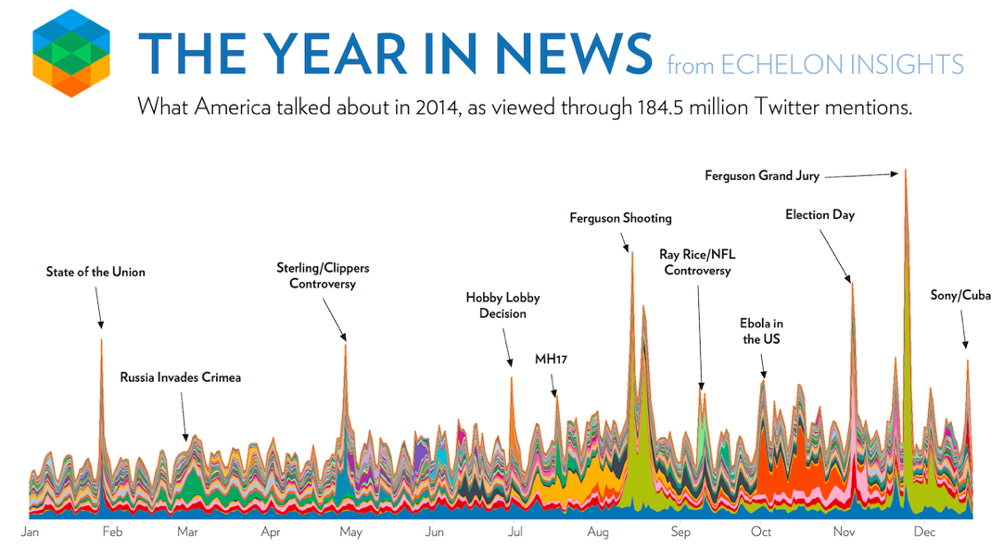 THE YEAR IN NEWS from ECHELON INSIGHTS
What America talked about in 2014, as viewed through 184.5 million Twitter mentions.
Ferguson Grand Jury
Ferguson Shooting
Election Day
Ray Rice/NFL
Controversy
State of the Union
Sterling/Clippers
Controversy
Hobby Lobby
Decision
Sony/Cuba
Ebola in
the US
MH17
Russia Invades Crimea
Jan Feb Mar Apr May Jun Jul Aug Sep Oct Nov Dec